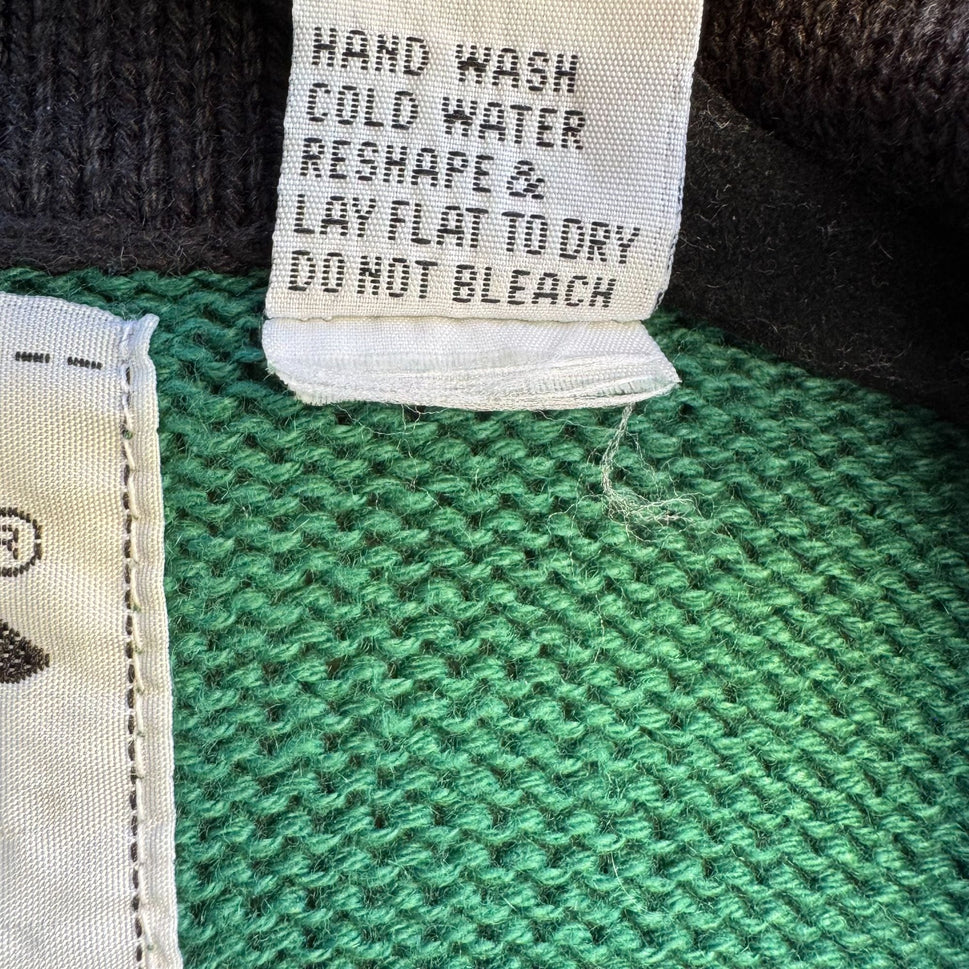 HAND WASH
COLD WATER
RESHAPE &
LAY FLAT TO DRY
DO NOT BLEACH
®